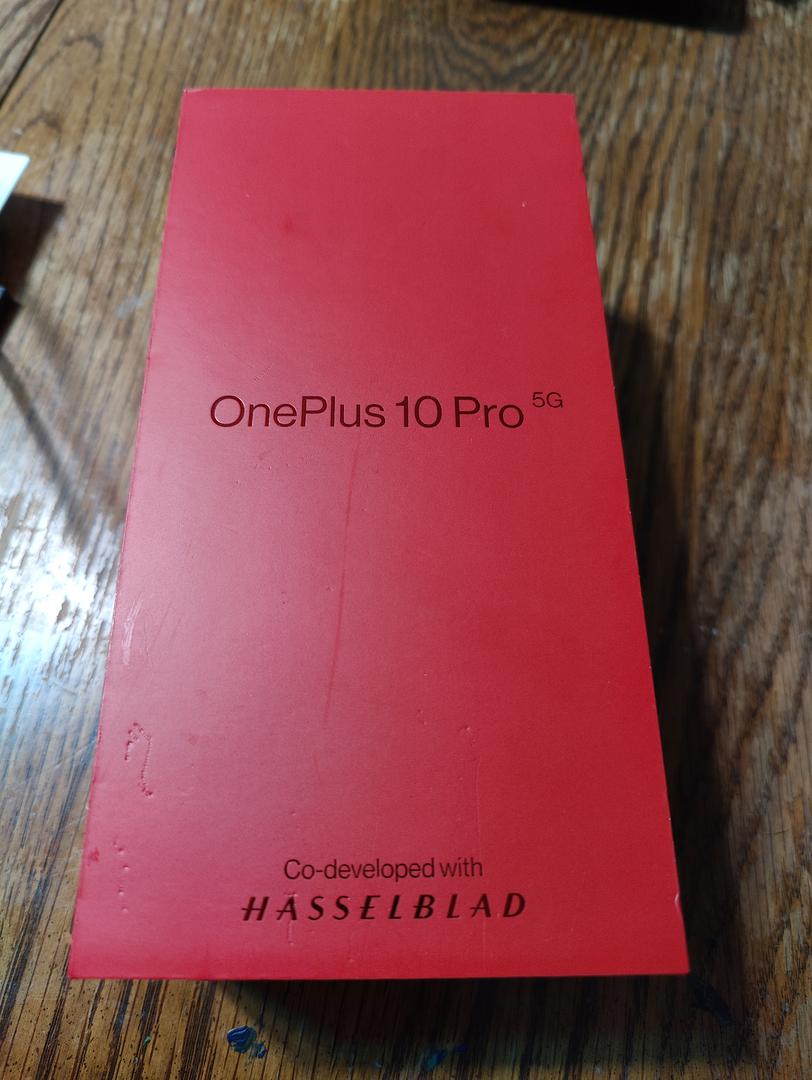 OnePlus 10 Pro 5G
Co-developed with
HASSELBLAD